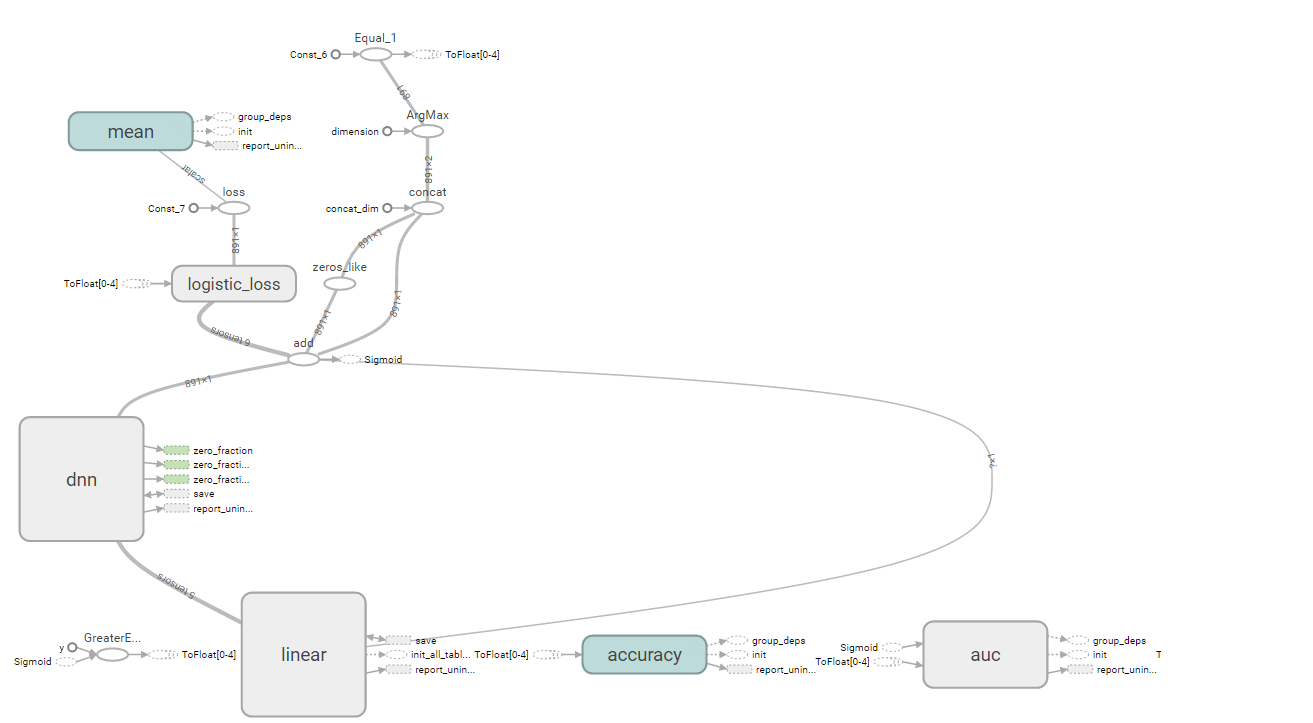 Equal_1
Const_6
ToFloat[0-4]
891
ArgMax
dimension
mean
group_deps
init
report_unin...
891×2
scalar
loss
Const_7
concat
concat_dim
891×1
891×1
zeros_like
ToFloat[0-4]
logistic_loss
891×1
891×1
6 tensors
add
Sigmoid
891×1
dnn
zero_fraction
zero_fracti...
zero_fracti...
save
report_unin...
?×1
5 tensors
linear
save
init_all_tabl...
report_unin...
GreaterE...
y
Sigmoid
ToFloat[0-4]
ToFloat[0-4]
accuracy
group_deps
init
report_unin...
Sigmoid
ToFloat[0-4]
auc
group_deps
init
report_unin...
T